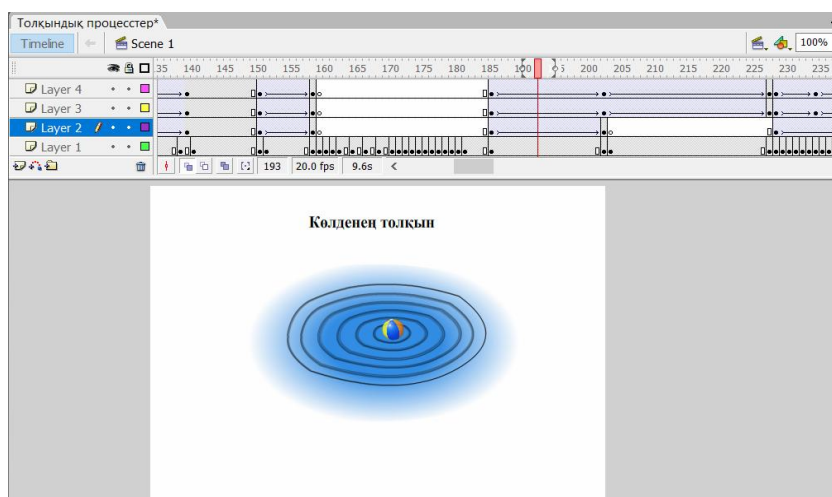 Толқындық процесстер*
Timeline Scene 1 100%
35 140 145 150 155 160 165 170 175 180 185 190 5 200 205 210 215 220 225 230 235
Layer 4
Layer 3
Layer 2
Layer 1
193 20.0 fps 9.6s
Көлденең толқын